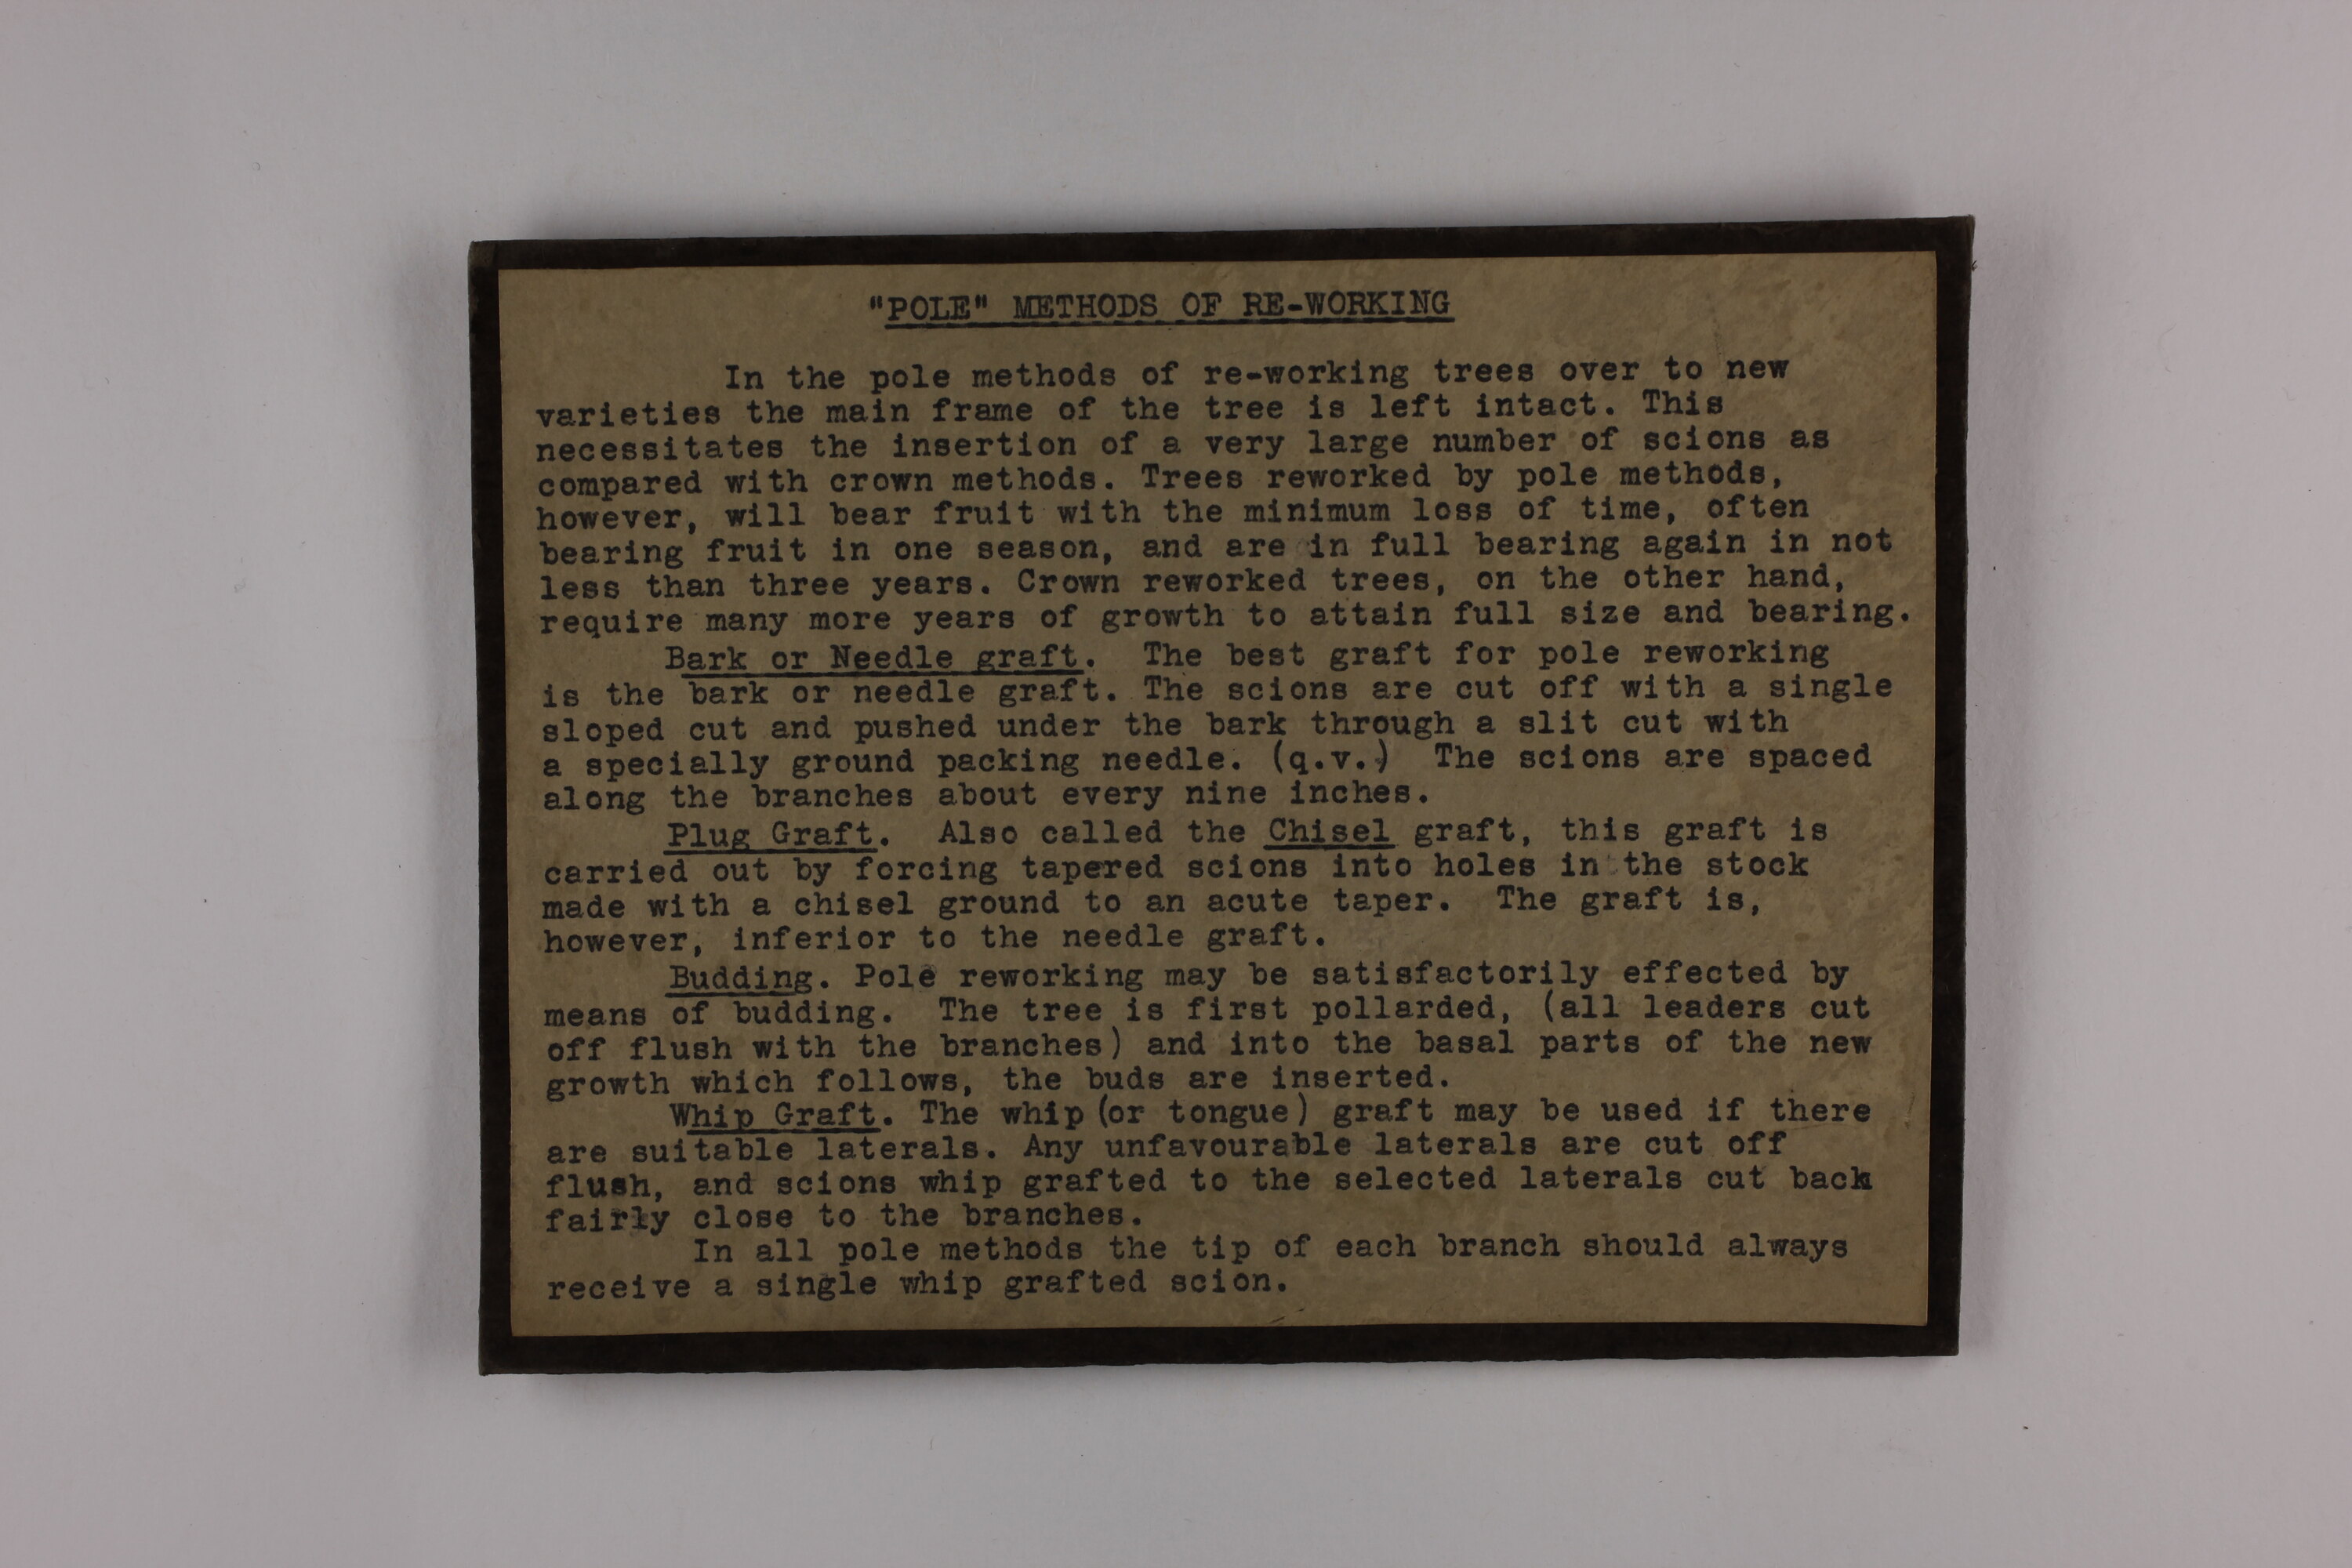 "POLE" METHODS OF RE-WORKING
In the pole methods of re-working trees over to new
varieties the main frame of the tree is left intact. This
necessitates the insertion of a very large number of scions as
compared with crown methods. Trees reworked by pole methods,
however, will bear fruit with the minimum loss of time, often
bearing fruit in one season, and are in full bearing again in not
less than three years. Crown reworked trees, on the other hand,
require many more years of growth to attain full size and bearing.
Bark or Needle graft. The best graft for pole reworking
is the bark or needle graft. The scions are cut off with a single
sloped cut and pushed under the bark through a slit cut with
a specially ground packing needle. (q.v.) The scions are spaced
along the branches about every nine inches.
Plug Graft. Also called the Chisel graft, this graft is
carried out by forcing tapered scions into holes in the stock
made with a chisel ground to an acute taper. The graft is,
however, inferior to the needle graft.
Budding. Pole reworking may be satisfactorily effected by
means of budding. The tree is first pollarded, (all leaders cut
off flush with the branches) and into the basal parts of the new
growth which follows, the buds are inserted.
Whip Graft. The whip (or tongue) graft may be used if there
are suitable laterals. Any unfavourable laterals are cut off
flush, and scions whip grafted to the selected laterals cut back
fairly close to the branches.
In all pole methods the tip of each branch should always
receive a single whip grafted scion.